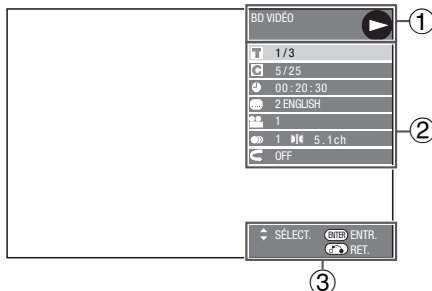 BD VIDÉO
①
T 1/3
C 5/25
00:20:30
2 ENGLISH
1
②
1 5.1ch
OFF
SÉLECT. ENTER ENTR.
RET.
③